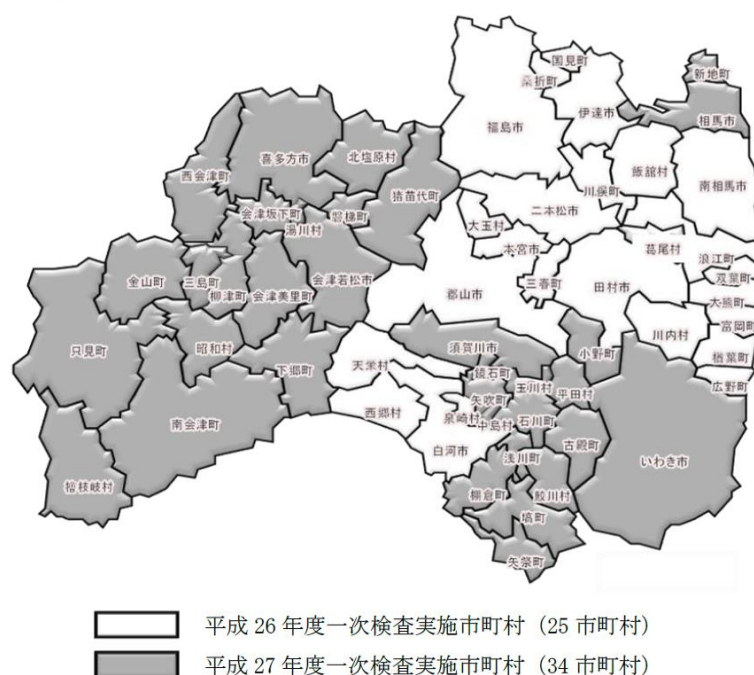 国見町
桑折町
新地町
伊達市
相馬市
福島市
喜多方市
北塩原村
飯舘村
西会津町
猪苗代町
川俣町
南相馬市
会津坂下町
磐梯町
二本松市
湯川村
大玉村
本宮市
葛尾村
浪江町
金山町
三島町
会津若松市
三春町
双葉町
柳津町
会津美里町
郡山市
田村市
大熊町
富岡町
川内村
只見町
昭和村
須賀川市
小野町
楢葉町
下郷町
天栄村
鏡石町
広野町
玉川村
平田村
矢吹町
西郷村
泉崎村
中島村
石川町
南会津町
白河市
古殿町
浅川町
いわき市
檜枝岐村
棚倉町
鮫川村
塙町
矢祭町
平成 26 年度一次検査実施市町村（25 市町村）
平成 27 年度一次検査実施市町村（34 市町村）